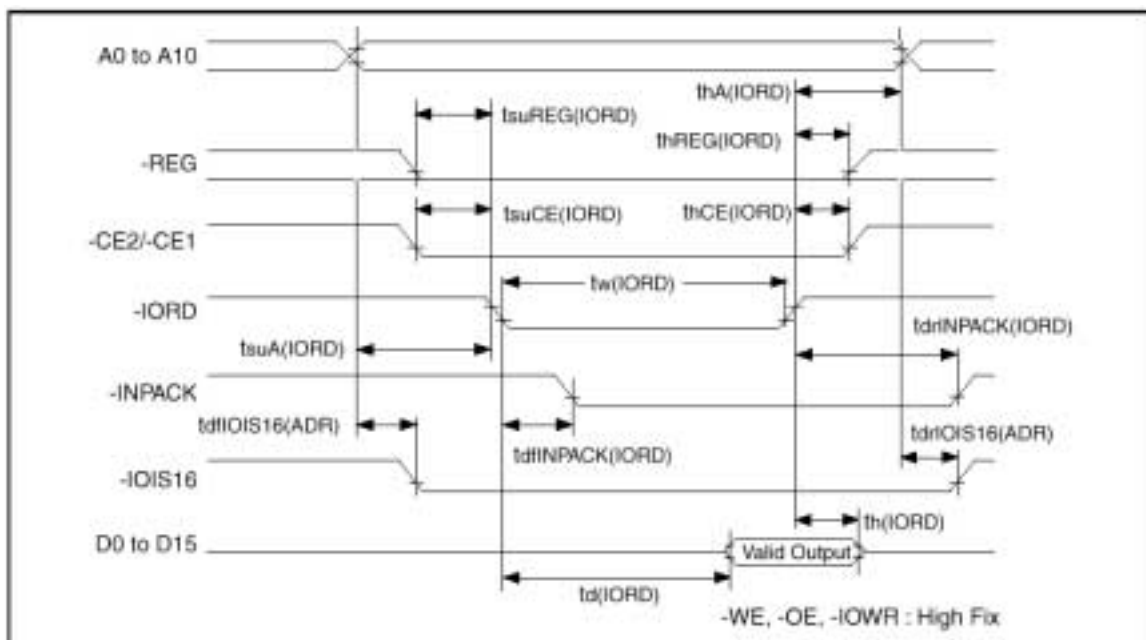 A0 to A10
thA(IORD)
tsuREG(IORD)
thREG(IORD)
-REG
tsuCE(IORD)
thCE(IORD)
-CE2/-CE1
tw(IORD)
-IORD
tdrINPACK(IORD)
tsuA(IORD)
-INPACK
tdfIOIS16(ADR)
tdrIOIS16(ADR)
tdfINPACK(IORD)
-IOIS16
th(IORD)
D0 to D15
Valid Output
td(IORD)
-WE, -OE, -IOWR : High Fix